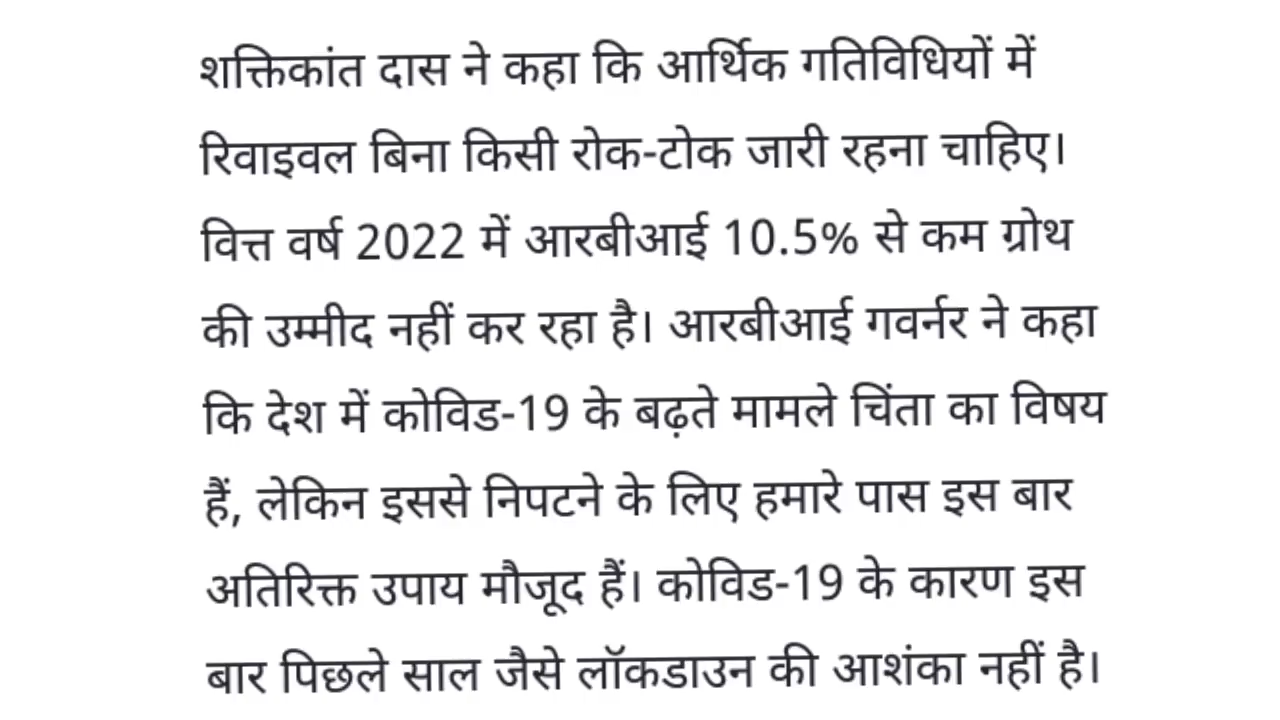 शक्तिकांत दास ने कहा कि आर्थिक गतिविधियों में
रिवाइवल बिना किसी रोक-टोक जारी रहना चाहिए।
वित्त वर्ष 2022 में आरबीआई 10.5% से कम ग्रोथ
की उम्मीद नहीं कर रहा है। आरबीआई गवर्नर ने कहा
कि देश में कोविड-19 के बढ़ते मामले चिंता का विषय
हैं, लेकिन इससे निपटने के लिए हमारे पास इस बार
अतिरिक्त उपाय मौजूद हैं। कोविड-19 के कारण इस
बार पिछले साल जैसे लॉकडाउन की आशंका नहीं है।